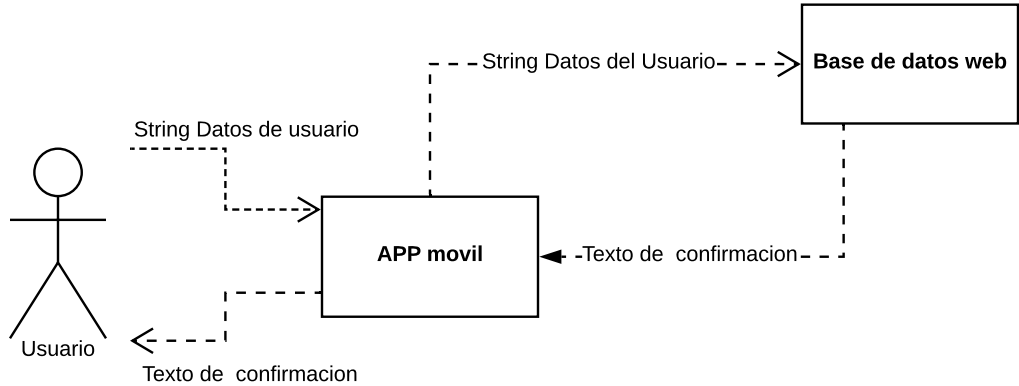 String Datos del Usuario
Base de datos web
String Datos de usuario
APP movil
Texto de  confirmacion
Usuario
Texto de  confirmacion